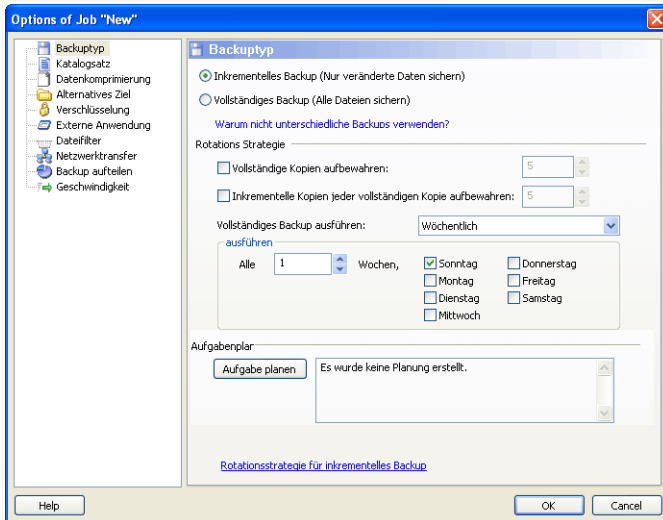 Options of Job "New"
Backuptyp
Katalogsatz
Datenkomprimierung
Alternatives Ziel
Verschlüsselung
Externe Anwendung
Dateifilter
Netzwerktransfer
Backup aufteilen
Geschwindigkeit
Backuptyp
Inkrementelles Backup (Nur veränderte Daten sichern)
Vollständiges Backup (Alle Dateien sichern)
Warum nicht unterschiedliche Backups verwenden?
Rotations Strategie
Vollständige Kopien aufbewahren: 5
Inkrementelle Kopien jeder vollständigen Kopie aufbewahren: 5
Vollständiges Backup ausführen: Wöchentlich
ausführen
Alle 1 Wochen, Sonntag Donnerstag
Montag Freitag
Dienstag Samstag
Mittwoch
Aufgabenplar
Aufgabe planen Es wurde keine Planung erstellt.
Rotationsstrategie für inkrementelles Backup
Help OK Cancel